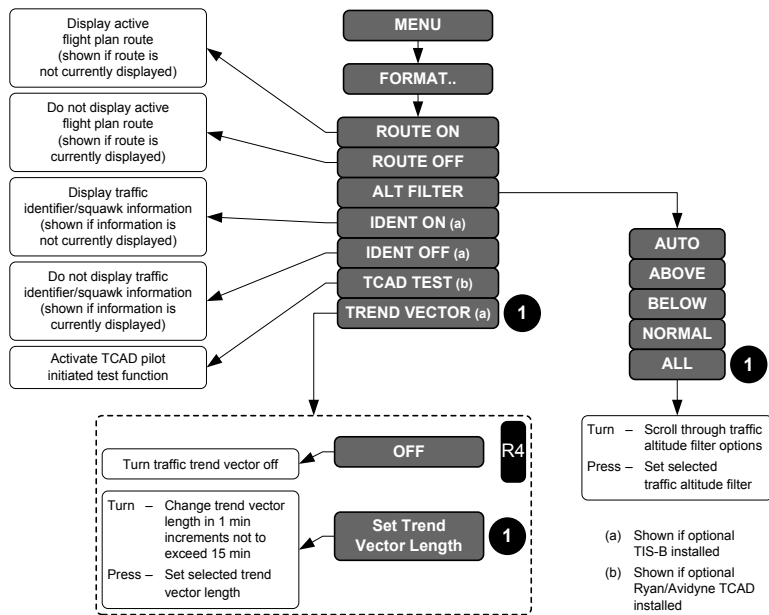 Display active
flight plan route
(shown if route is
not currently displayed)
Do not display active
flight plan route
(shown if route is
currently displayed)
Display traffic
identifier/squawk information
(shown if information is
not currently displayed)
Do not display traffic
identifier/squawk information
(shown if information is
currently displayed)
Activate TCAD pilot
initiated test function
MENU
FORMAT..
ROUTE ON
ROUTE OFF
ALT FILTER
IDENT ON (a)
IDENT OFF (a)
TCAD TEST (b)
TREND VECTOR (a)
1
AUTO
ABOVE
BELOW
NORMAL
ALL
1
Turn – Scroll through traffic
altitude filter options
Press – Set selected
traffic altitude filter
Turn traffic trend vector off
OFF
R4
Turn – Change trend vector
length in 1 min
increments not to
exceed 15 min
Press – Set selected trend
vector length
Set Trend
Vector Length
1
(a) Shown if optional
TIS-B installed
(b) Shown if optional
Ryan/Avidyne TCAD
installed